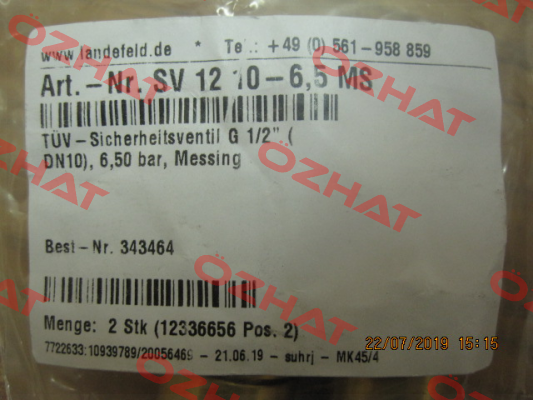 www.landefeld.de * Tel.: +49 (0) 561-958 859
Art.-Nr. SV 12 10-6,5 MS
TÜV-Sicherheitsventil G 1/2" (
DN10), 6,50 bar, Messing
Best-Nr. 343464
Menge: 2 Stk (12336656 Pos. 2)
7722633:10939789/20056469 - 21.06.19 - suhrj - MK45/4
22/07/2019 15:15
OZHAT
OZHAT
OZHAT
OZHAT
OZHAT
OZHAT